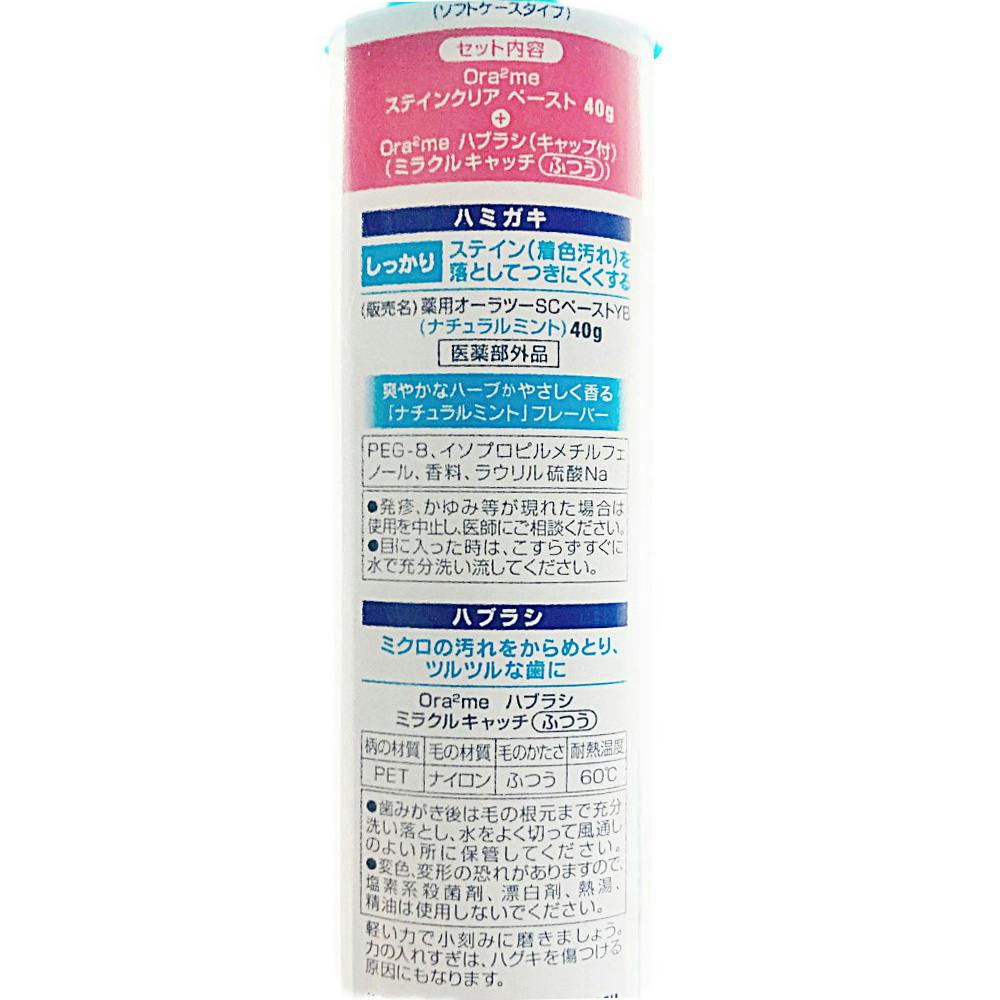 (ソフトケースタイプ)
セット内容
Ora²me
ステインクリア ペースト 40g
+
Ora²me ハブラシ(キャップ付)
(ミラクルキャッチ ふつう)
ハミガキ
しっかり ステイン(着色汚れ)を
落としてつきにくくする
(販売名)薬用オーラツーSCペーストYB
(ナチュラルミント)40g
医薬部外品
爽やかなハーブがやさしく香る
「ナチュラルミント」フレーバー
PEG-8、イソプロピルメチルフェ
ノール、香料、ラウリル硫酸Na
●発疹、かゆみ等が現れた場合は
使用を中止し、医師にご相談ください。
●目に入った時は、こすらずすぐに
水で充分洗い流してください。
ハブラシ
ミクロの汚れをからめとり、
ツルツルな歯に
Ora²me ハブラシ
ミラクルキャッチ ふつう
柄の材質 毛の材質 毛のかたさ 耐熱温度
PET ナイロン ふつう 60℃
●歯みがき後は毛の根元まで充分
洗い落とし、水をよく切って風通し
のよい所に保管してください。
●変色、変形の恐れがありますので、
塩素系殺菌剤、漂白剤、熱湯、
精油は使用しないでください。
軽い力で小刻みに磨きましょう。
力の入れすぎは、ハグキを傷つける
原因にもなります。